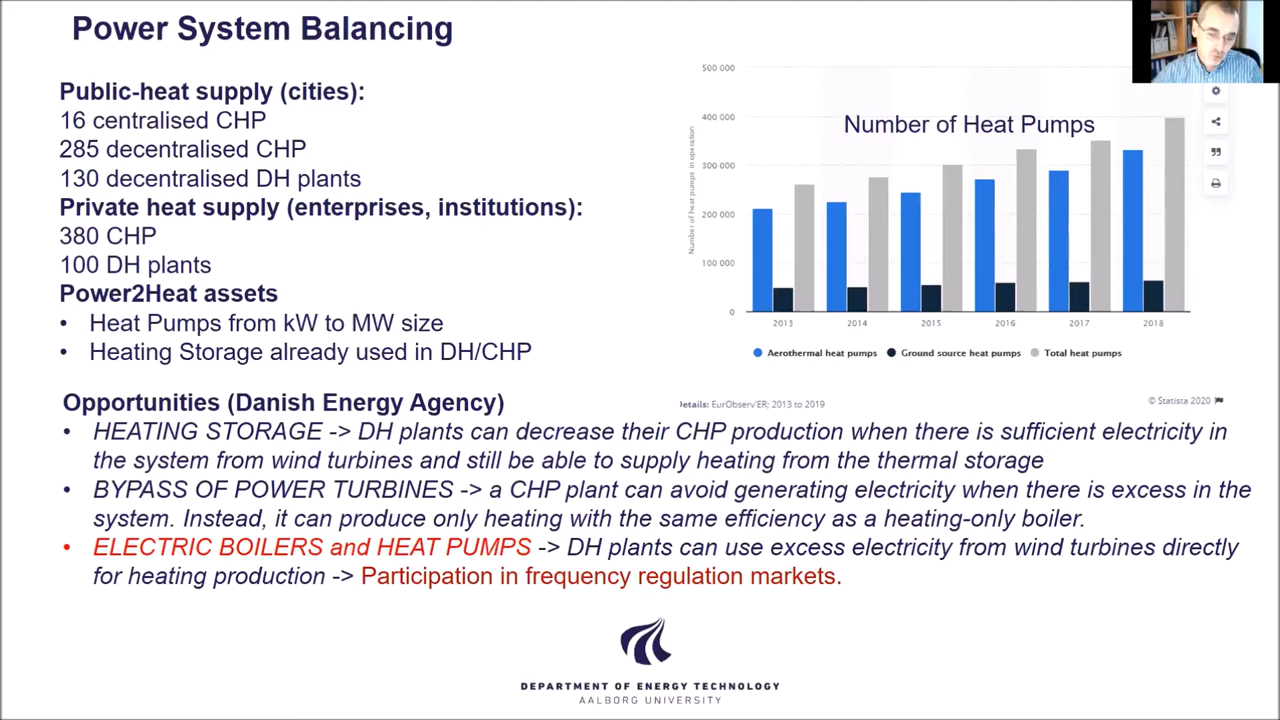 Power System Balancing
Public-heat supply (cities):
16 centralised CHP
285 decentralised CHP
130 decentralised DH plants
Private heat supply (enterprises, institutions):
380 CHP
100 DH plants
Power2Heat assets
• Heat Pumps from kW to MW size
• Heating Storage already used in DH/CHP
Number of Heat Pumps
Number of heat pumps in operation
500 000
400 000
300 000
200 000
100 000
0
2013 2014 2015 2016 2017 2018
Aerothermal heat pumps Ground source heat pumps Total heat pumps
Details: EurObserv'ER; 2013 to 2019
© Statista 2020
Opportunities (Danish Energy Agency)
• HEATING STORAGE -> DH plants can decrease their CHP production when there is sufficient electricity in
the system from wind turbines and still be able to supply heating from the thermal storage
• BYPASS OF POWER TURBINES -> a CHP plant can avoid generating electricity when there is excess in the
system. Instead, it can produce only heating with the same efficiency as a heating-only boiler.
• ELECTRIC BOILERS and HEAT PUMPS -> DH plants can use excess electricity from wind turbines directly
for heating production -> Participation in frequency regulation markets.
DEPARTMENT OF ENERGY TECHNOLOGY
AALBORG UNIVERSITY